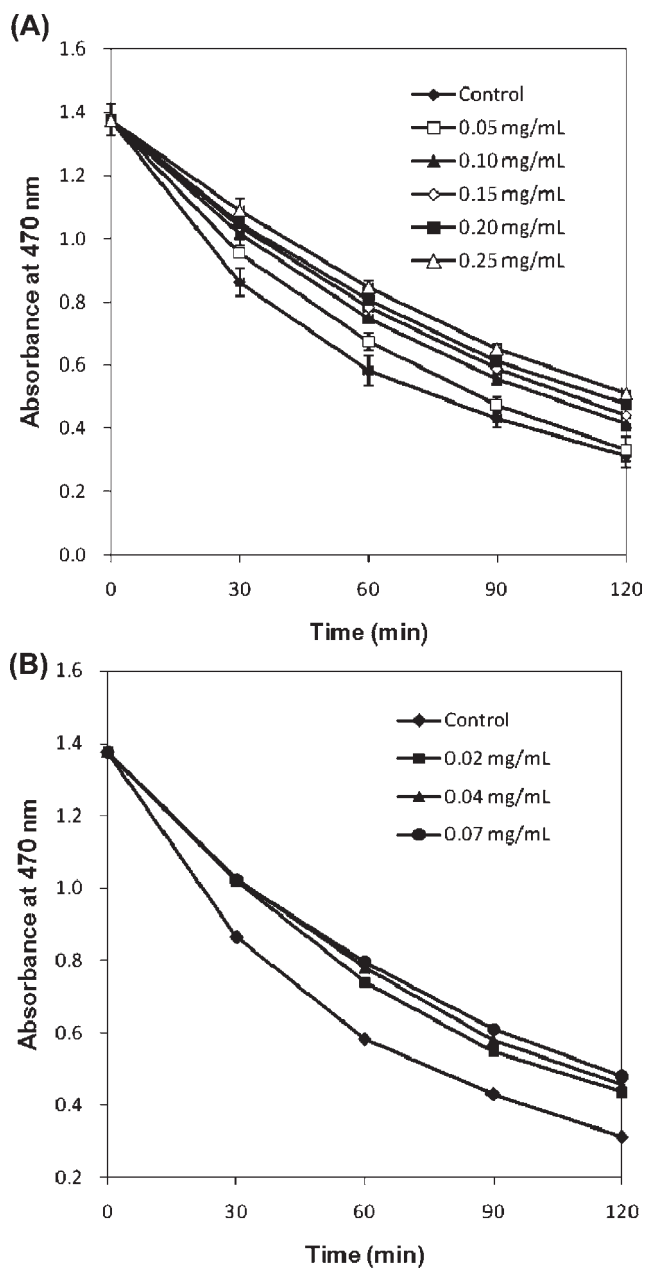 (A)
1.6
1.4
1.2
1.0
0.8
0.6
0.4
0.2
0.0
Absorbance at 470 nm
Control
0.05 mg/mL
0.10 mg/mL
0.15 mg/mL
0.20 mg/mL
0.25 mg/mL
0 30 60 90 120
Time (min)
(B)
1.6
1.4
1.2
1.0
0.8
0.6
0.4
0.2
Absorbance at 470 nm
Control
0.02 mg/mL
0.04 mg/mL
0.07 mg/mL
0 30 60 90 120
Time (min)